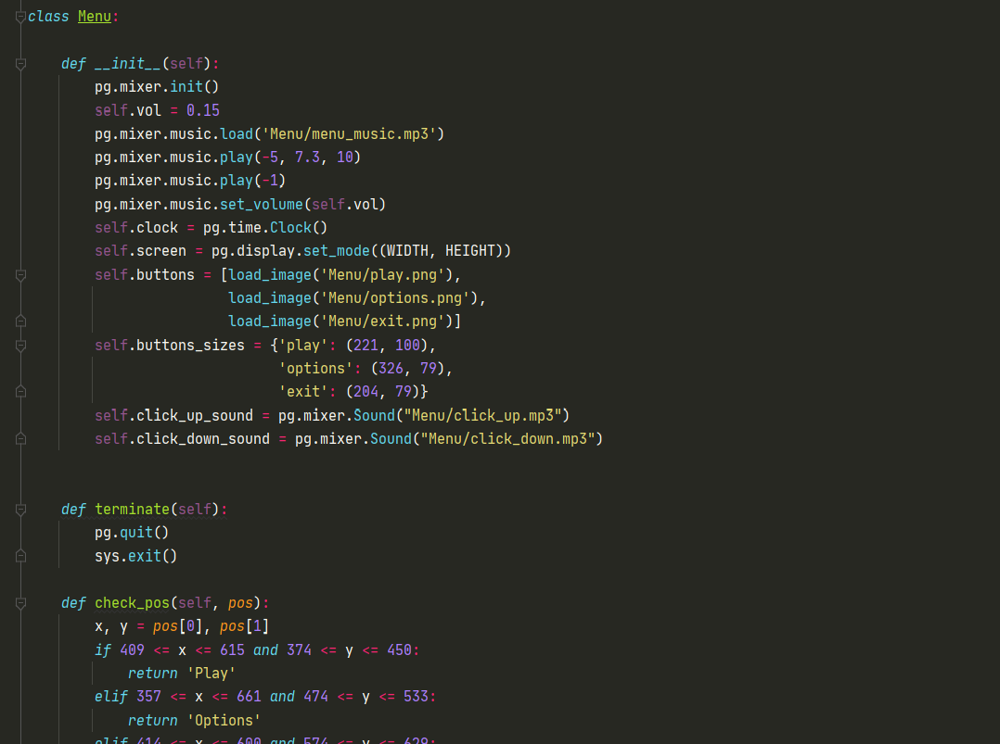 class Menu:
    def __init__(self):
        pg.mixer.init()
        self.vol = 0.15
        pg.mixer.music.load('Menu/menu_music.mp3')
        pg.mixer.music.play(-5, 7.3, 10)
        pg.mixer.music.play(-1)
        pg.mixer.music.set_volume(self.vol)
        self.clock = pg.time.Clock()
        self.screen = pg.display.set_mode((WIDTH, HEIGHT))
        self.buttons = [load_image('Menu/play.png'),
                        load_image('Menu/options.png'),
                        load_image('Menu/exit.png')]
        self.buttons_sizes = {'play': (221, 100),
                              'options': (326, 79),
                              'exit': (204, 79)}
        self.click_up_sound = pg.mixer.Sound("Menu/click_up.mp3")
        self.click_down_sound = pg.mixer.Sound("Menu/click_down.mp3")
    def terminate(self):
        pg.quit()
        sys.exit()
    def check_pos(self, pos):
        x, y = pos[0], pos[1]
        if 409 <= x <= 615 and 374 <= y <= 450:
            return 'Play'
        elif 357 <= x <= 661 and 474 <= y <= 533:
            return 'Options'
        elif 414 <= x <= 600 and 574 <= y <= 629: